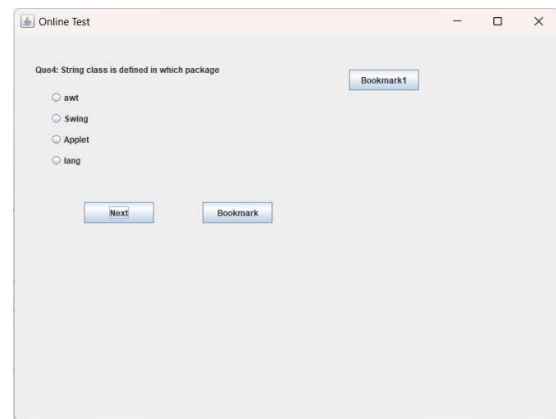 Online Test
Que4: String class is defined in which package
Bookmark1
awt
Swing
Applet
lang
Next
Bookmark